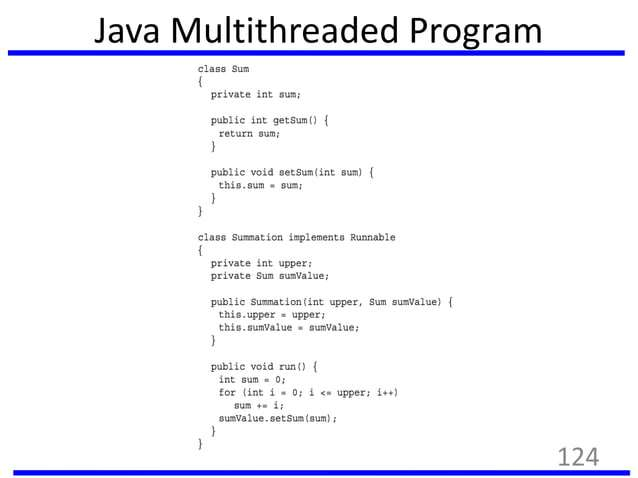 Java Multithreaded Program
class Sum
{
private int sum;
public int getSum() {
return sum;
}
public void setSum(int sum) {
this.sum = sum;
}
}
class Summation implements Runnable
{
private int upper;
private Sum sumValue;
public Summation(int upper, Sum sumValue) {
this.upper = upper;
this.sumValue = sumValue;
}
public void run() {
int sum = 0;
for (int i = 0; i <= upper; i++)
sum += i;
sumValue.setSum(sum);
}
}
124